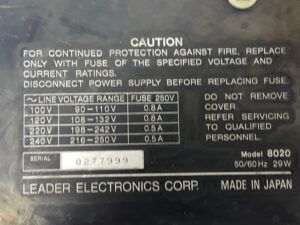 CAUTION
FOR CONTINUED PROTECTION AGAINST FIRE, REPLACE
ONLY WITH FUSE OF THE SPECIFIED VOLTAGE AND
CURRENT RATINGS.
DISCONNECT POWER SUPPLY BEFORE REPLACING FUSE.
~ LINE VOLTAGE RANGE FUSE 250V
100V 90-110V 0.8A
120V 108-132V 0.8A
220V 198-242V 0.5A
240V 216-250V 0.5A
DO NOT REMOVE
COVER.
REFER SERVICING
TO QUALIFIED
PERSONNEL.
SERIAL 0277999
Model 8020
50/60Hz 29W
LEADER ELECTRONICS CORP. MADE IN JAPAN